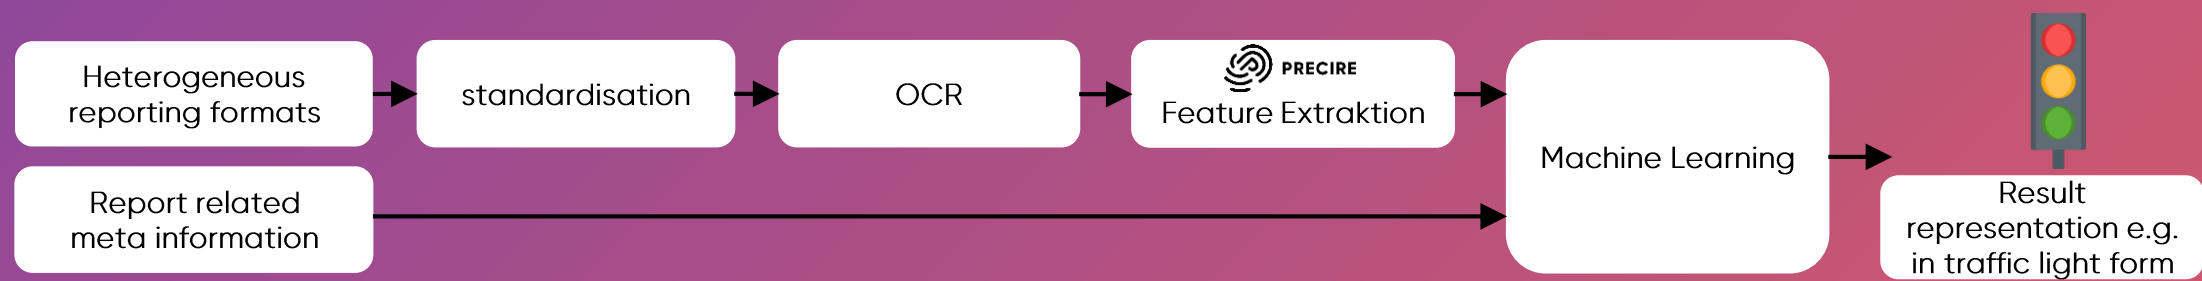 Heterogeneous
reporting formats
standardisation
OCR
PRECIRE
Feature Extraktion
Machine Learning
Report related
meta information
Result
representation e.g.
in traffic light form